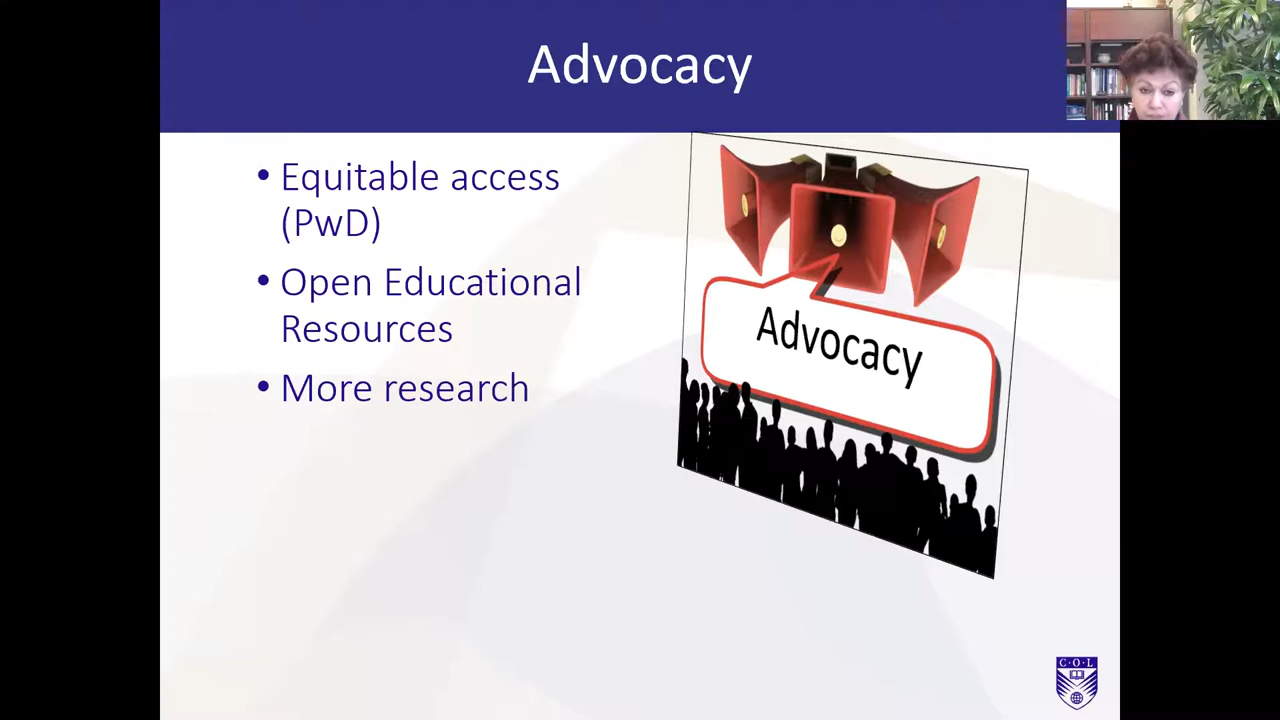 Advocacy
• Equitable access
(PwD)
• Open Educational
Resources
• More research
Advocacy
C·O·L